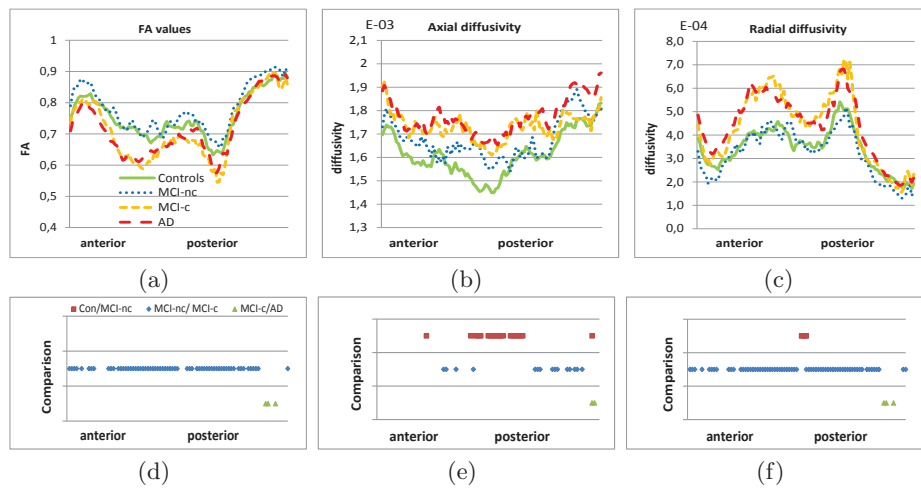 FA values
1
0,9
0,8
0,7
0,6
0,5
0,4
FA
Controls
MCI-nc
MCI-c
AD
anterior posterior
(a)
E-03 Axial diffusivity
2,1
2
1,9
1,8
1,7
1,6
1,5
1,4
1,3
diffusivity
anterior posterior
(b)
E-04 Radial diffusivity
8,0
7,0
6,0
5,0
4,0
3,0
2,0
1,0
0,0
diffusivity
anterior posterior
(c)
Con/MCI-nc MCI-nc/ MCI-c MCI-c/AD
Comparison
anterior posterior
(d)
Comparison
anterior posterior
(e)
Comparison
anterior posterior
(f)